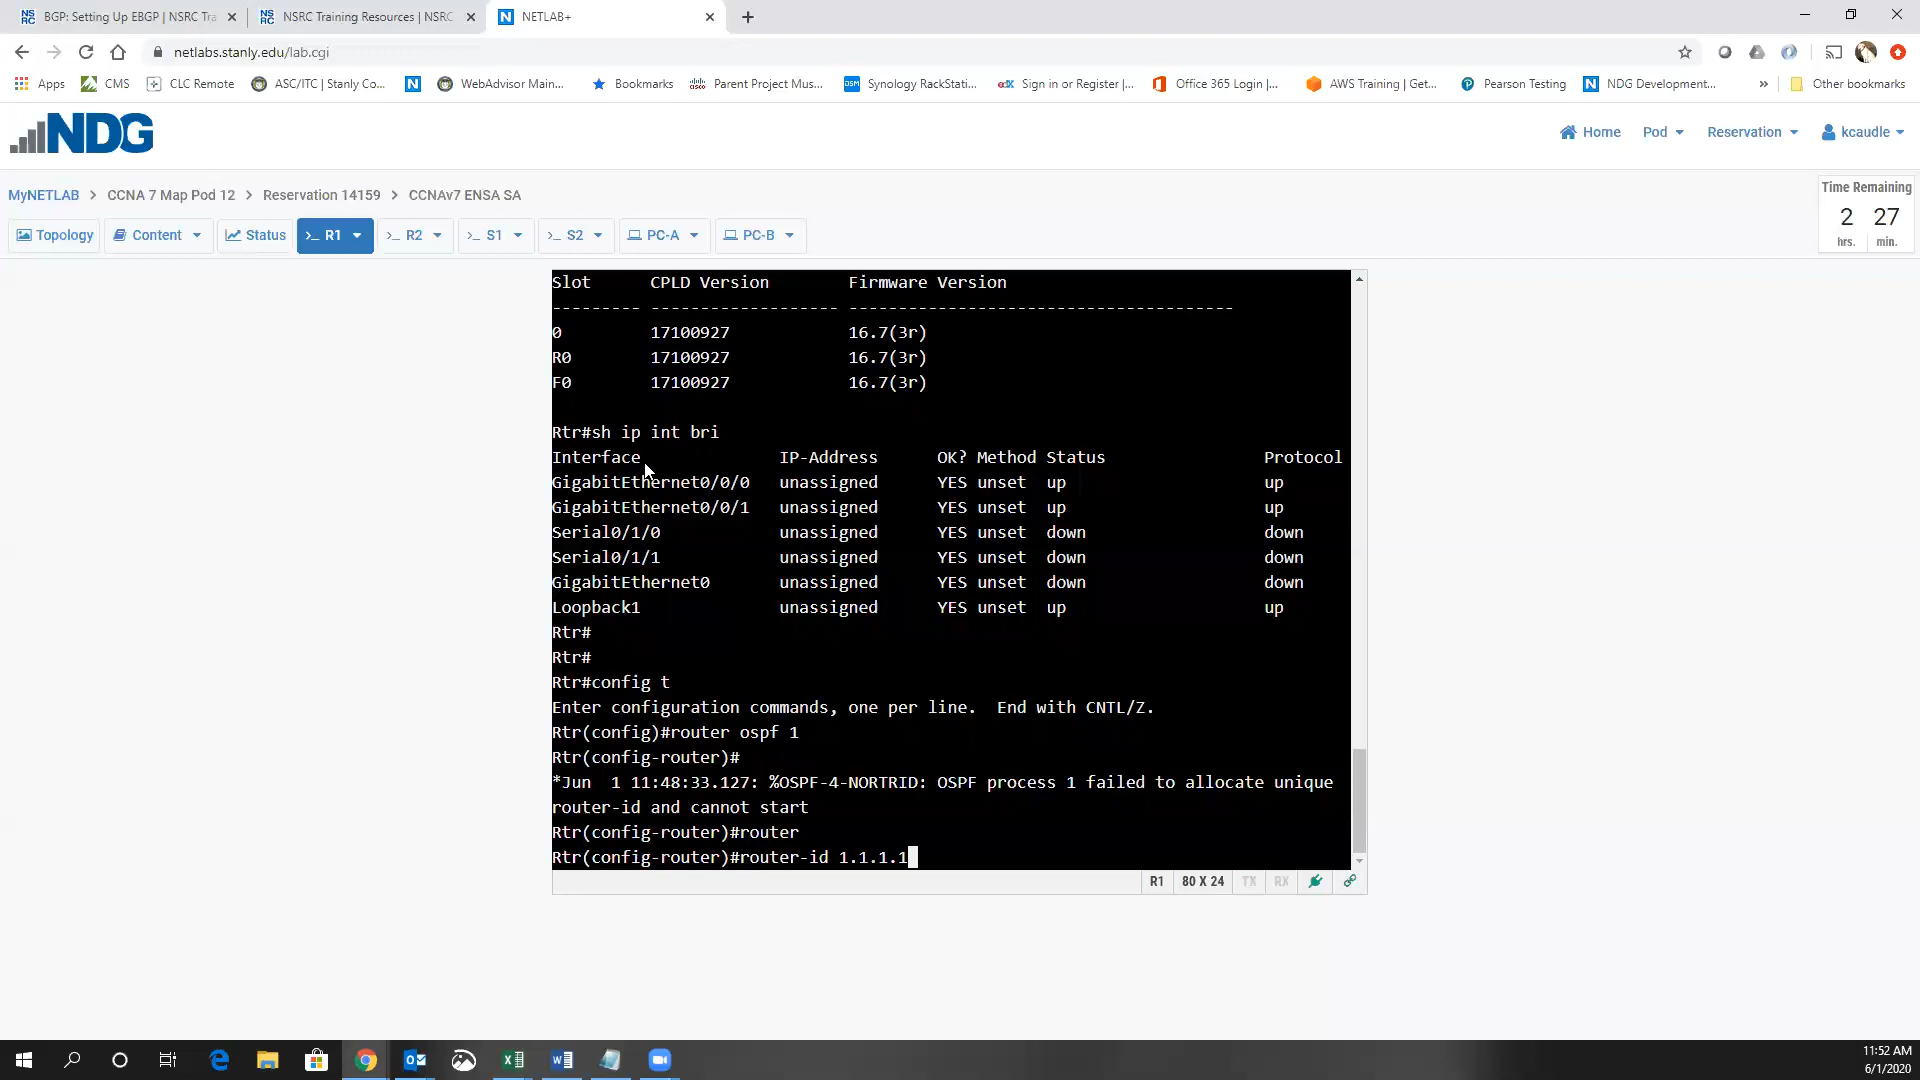 BGP: Setting Up EBGP | NSRC Tra
NSRC Training Resources | NSRC
NETLAB+
netlabs.stanly.edu/lab.cgi
Apps CMS CLC Remote ASC/ITC | Stanly Co... WebAdvisor Main... Bookmarks Parent Project Mus... Synology RackStati... Sign in or Register |... Office 365 Login |... AWS Training | Get... Pearson Testing NDG Development... » Other bookmarks
NDG
Home Pod Reservation kcaudle
MyNETLAB > CCNA 7 Map Pod 12 > Reservation 14159 > CCNAv7 ENSA SA
Time Remaining
2 27
hrs. min.
Topology Content Status >_ R1 >_ R2 >_ S1 >_ S2 PC-A PC-B
Slot CPLD Version Firmware Version
--------- ------------------- ---------------------------------------
0 17100927 16.7(3r)
R0 17100927 16.7(3r)
F0 17100927 16.7(3r)
Rtr#sh ip int bri
Interface IP-Address OK? Method Status Protocol
GigabitEthernet0/0/0 unassigned YES unset up up
GigabitEthernet0/0/1 unassigned YES unset up up
Serial0/1/0 unassigned YES unset down down
Serial0/1/1 unassigned YES unset down down
GigabitEthernet0 unassigned YES unset down down
Loopback1 unassigned YES unset up up
Rtr#
Rtr#
Rtr#config t
Enter configuration commands, one per line. End with CNTL/Z.
Rtr(config)#router ospf 1
Rtr(config-router)#
*Jun 1 11:48:33.127: %OSPF-4-NORTRID: OSPF process 1 failed to allocate unique
router-id and cannot start
Rtr(config-router)#router
Rtr(config-router)#router-id 1.1.1.1
R1 80 X 24 TX RX
11:52 AM
6/1/2020